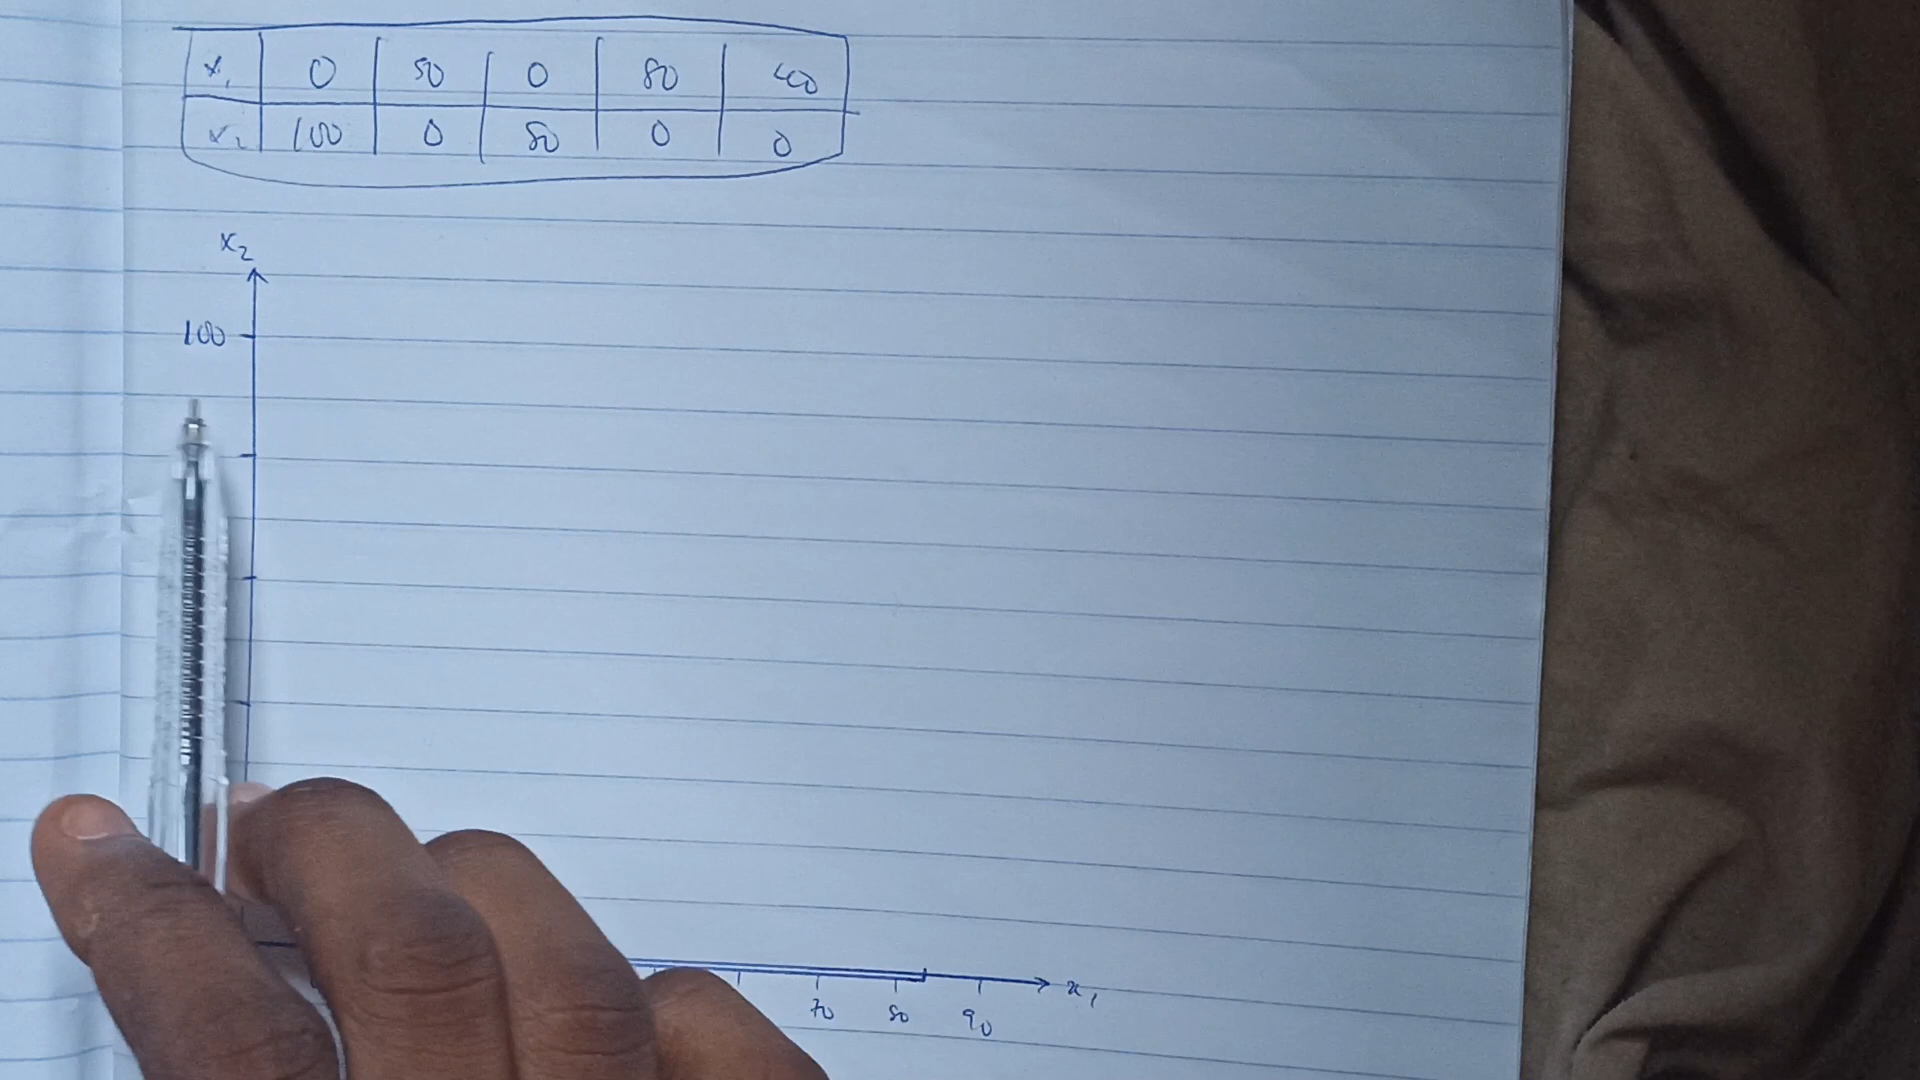 x₁ 0 50 0 80 40
x₂ 100 0 80 0 0
x₂
100
x₁
70 80 90